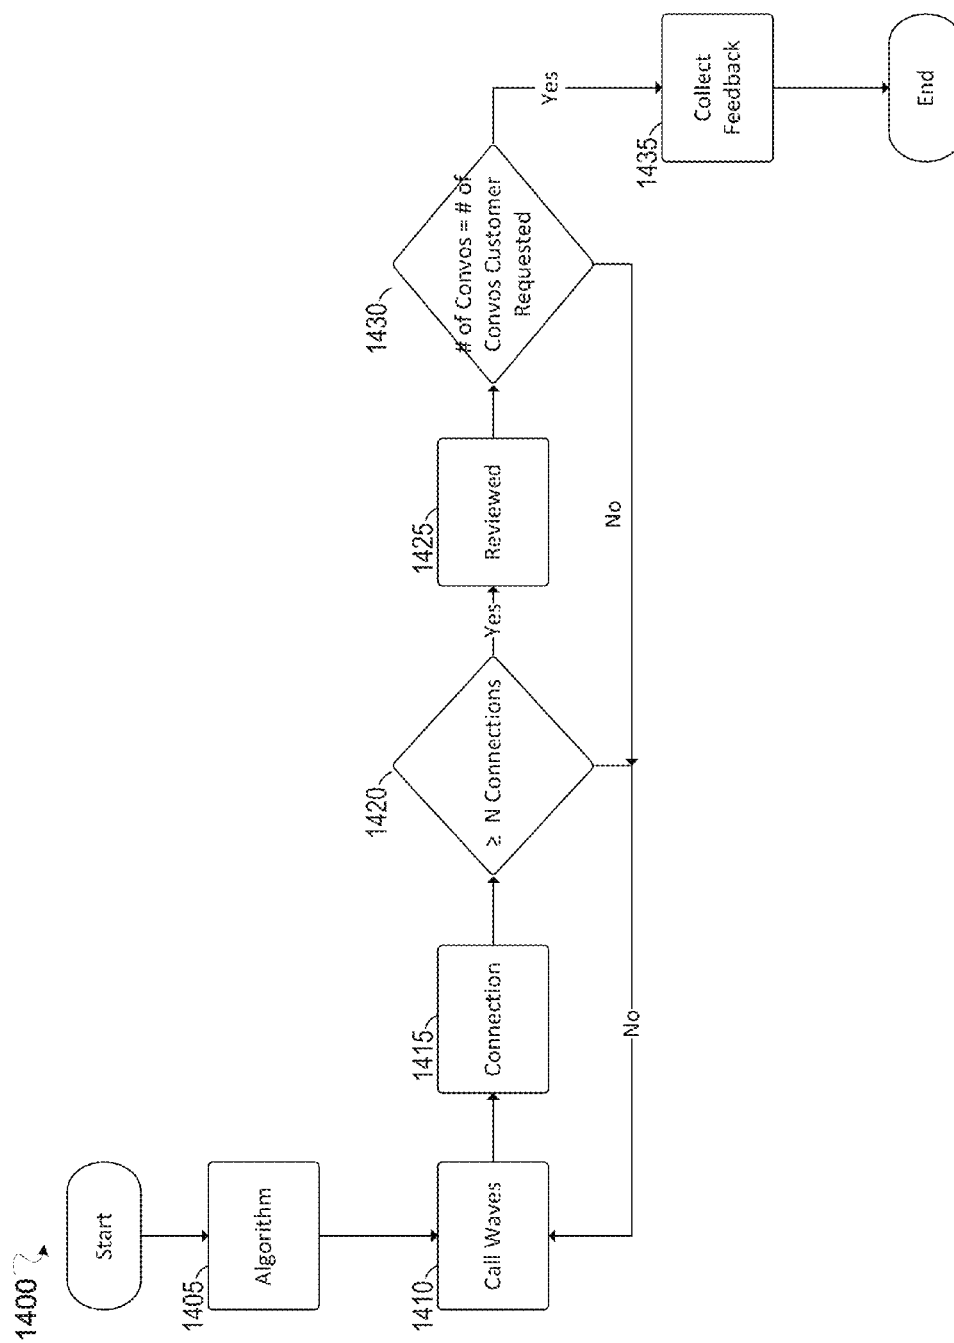 1400
Start
1405
Algorithm
1410
Call Waves
1415
Connection
1420
≥ N Connections
Yes
No
1425
Reviewed
1430
# of Convos = # of
Convos Customer
Requested
No
Yes
1435
Collect
Feedback
End